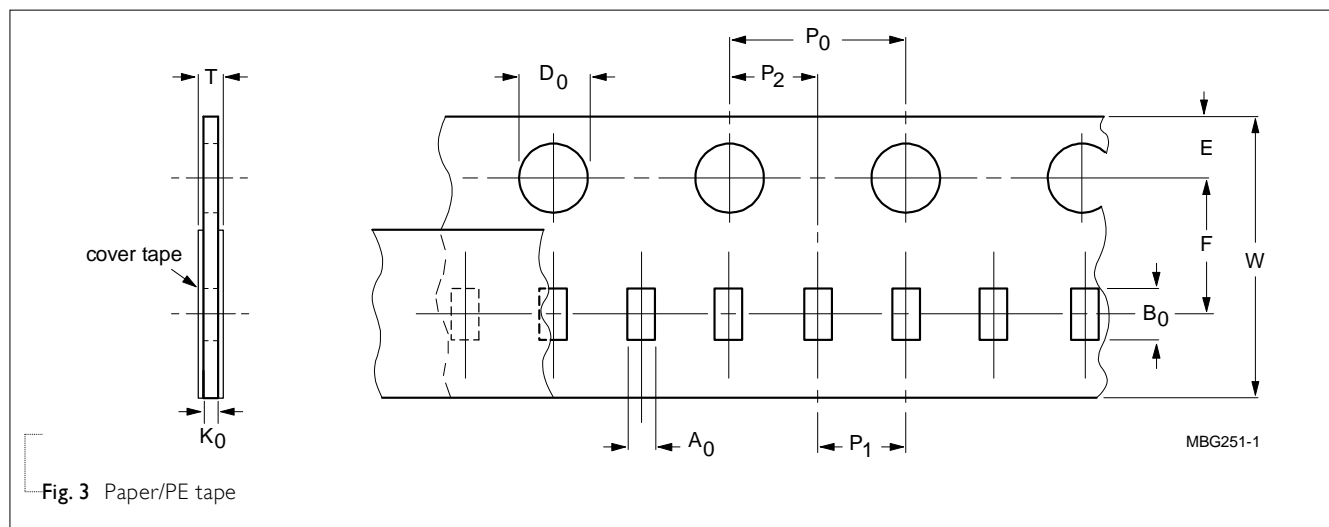 P0
T
D0
P2
E
F
W
cover tape
B0
K0
A0
P1
MBG251-1
Fig. 3 Paper/PE tape